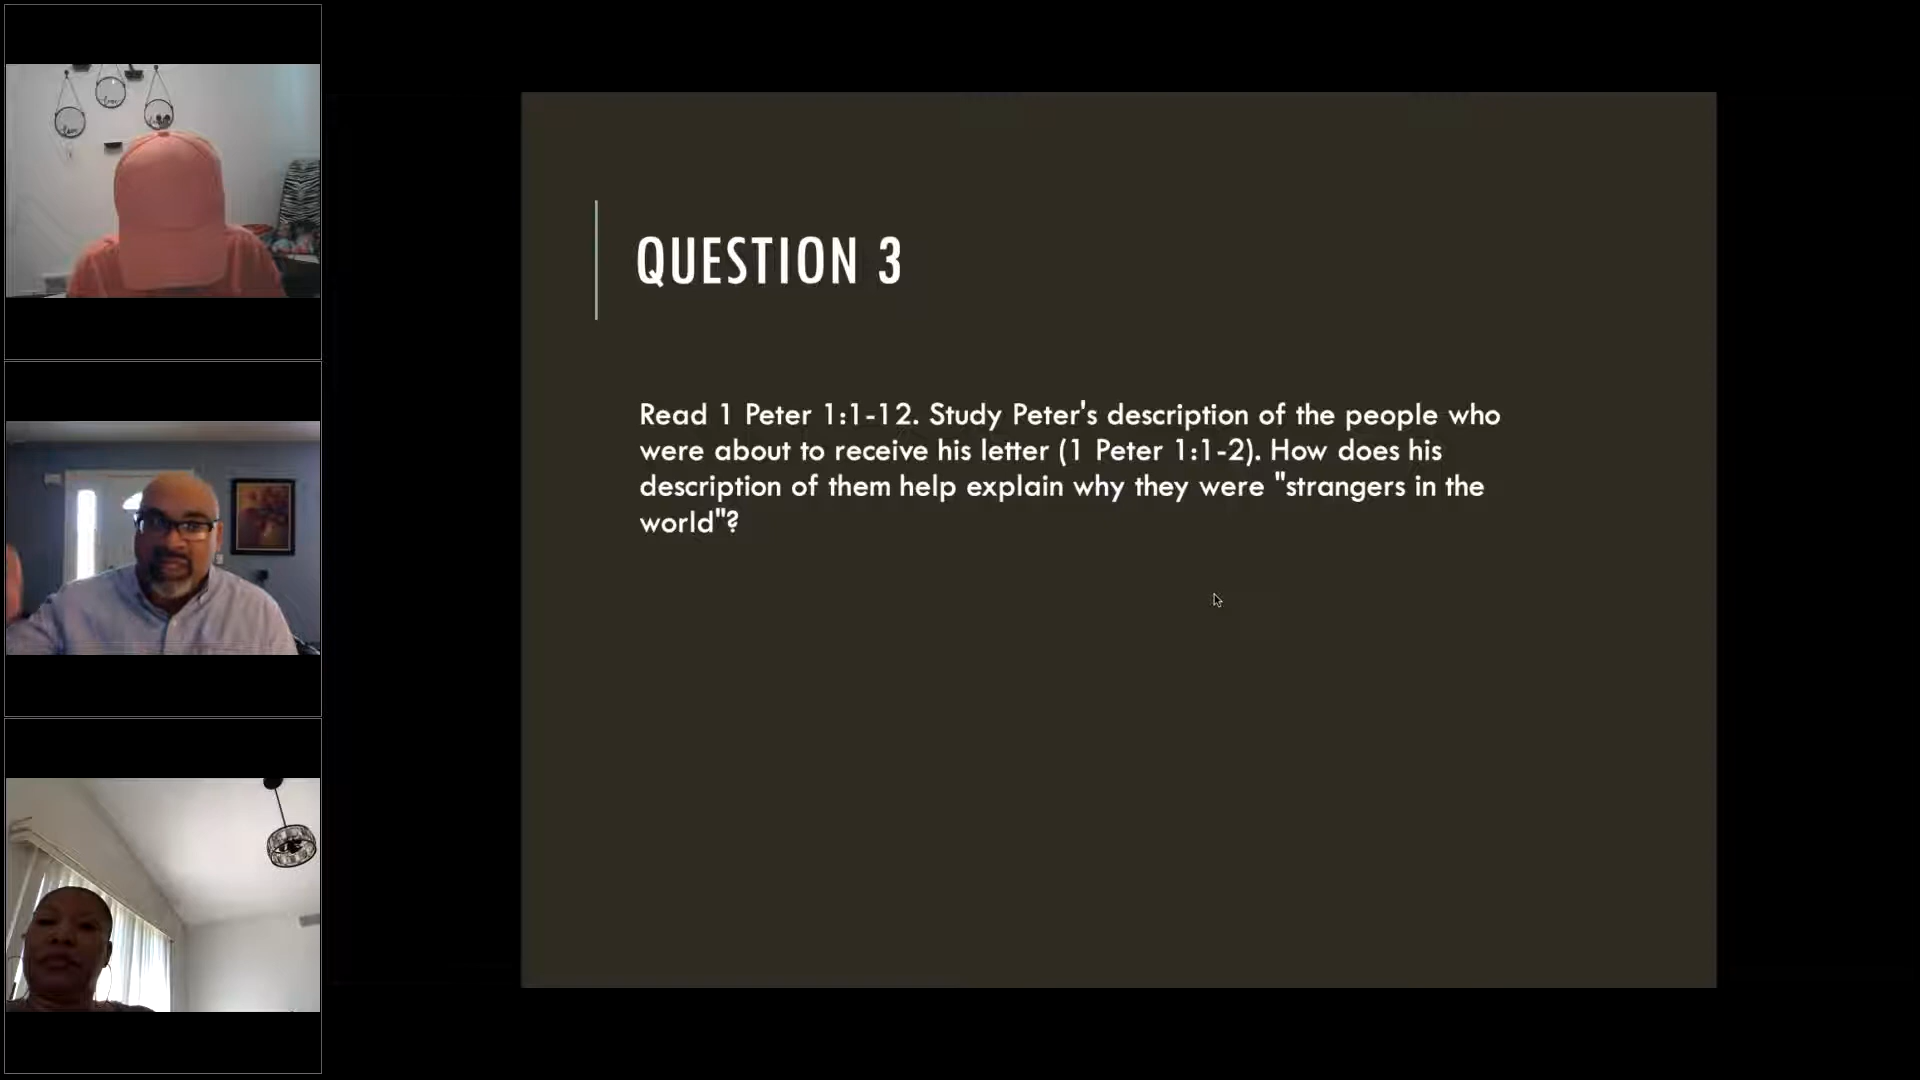 QUESTION 3
Read 1 Peter 1:1-12. Study Peter's description of the people who
were about to receive his letter (1 Peter 1:1-2). How does his
description of them help explain why they were "strangers in the
world"?